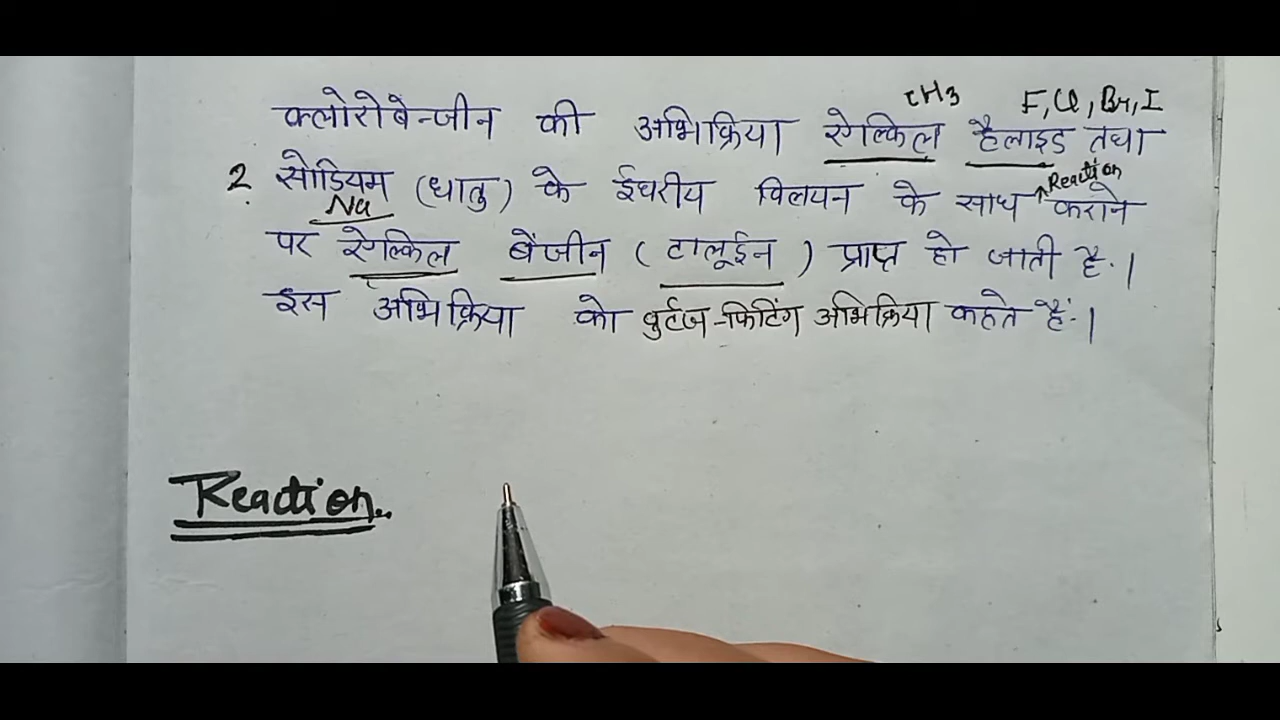 CH3 F, Cl, Br, I
क्लोरोबेन्जीन की अभिक्रिया ऐल्किल हैलाइड तथा
Reaction
2. सोडियम (धातु) के ईथरीय विलयन के साथ कराने
Na
पर ऐल्किल बेंजीन (टालूईन) प्राप्त हो जाती है.।
इस अभिक्रिया को वुर्टज-फिटिंग अभिक्रिया कहते हैं.।
Reaction..